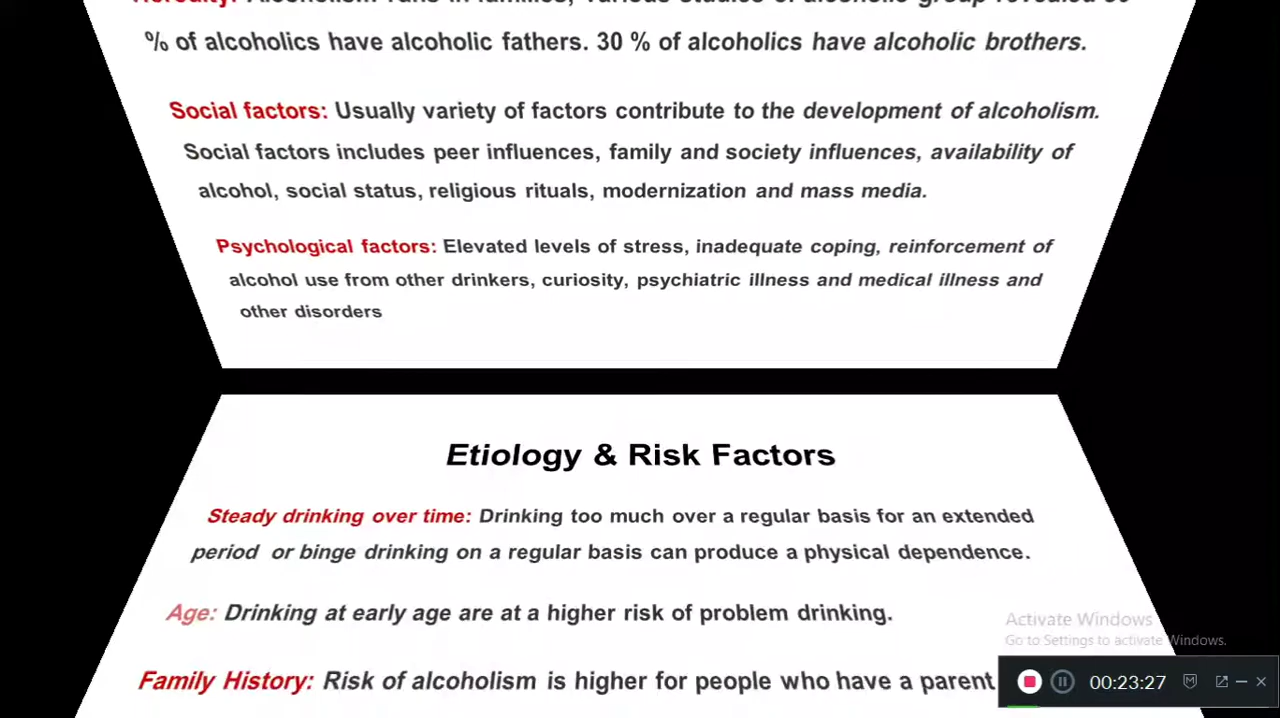 Heredity: Alcoholism runs in families, various studies of alcoholic group revealed
% of alcoholics have alcoholic fathers. 30 % of alcoholics have alcoholic brothers.
Social factors: Usually variety of factors contribute to the development of alcoholism.
Social factors includes peer influences, family and society influences, availability of
alcohol, social status, religious rituals, modernization and mass media.
Psychological factors: Elevated levels of stress, inadequate coping, reinforcement of
alcohol use from other drinkers, curiosity, psychiatric illness and medical illness and
other disorders
Etiology & Risk Factors
Steady drinking over time: Drinking too much over a regular basis for an extended
period or binge drinking on a regular basis can produce a physical dependence.
Age: Drinking at early age are at a higher risk of problem drinking.
Activate Windows
Go to Settings to activate Windows.
Family History: Risk of alcoholism is higher for people who have a parent
00:23:27